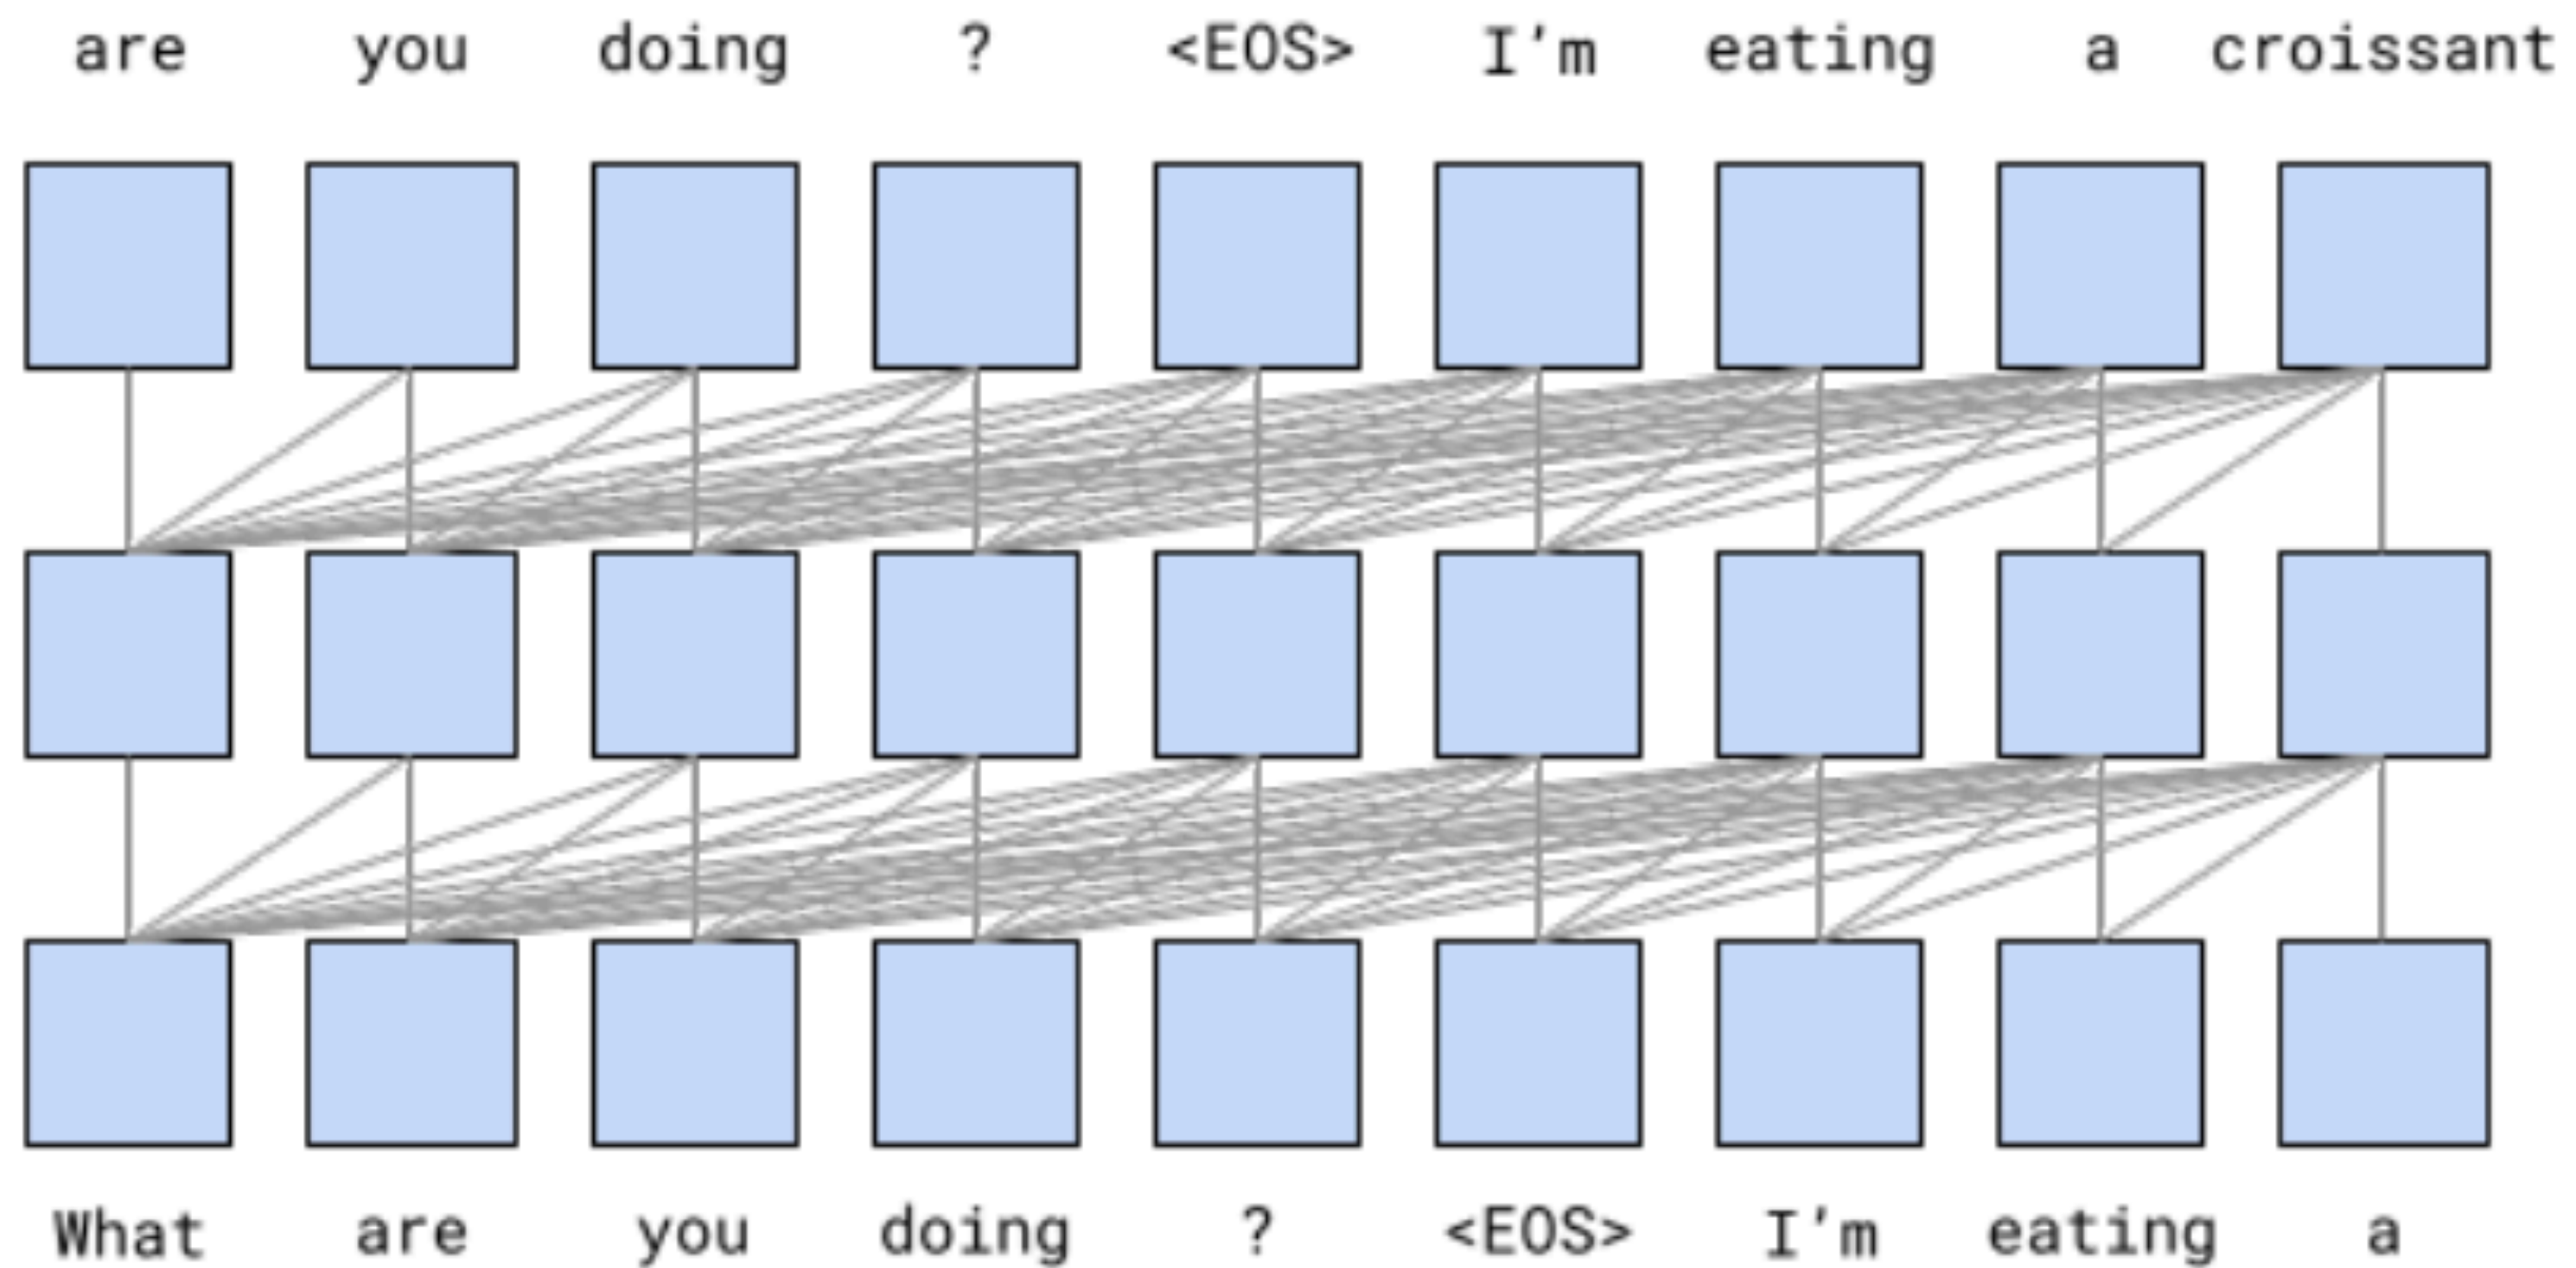 are you doing ? <EOS> I'm eating a croissant
What are you doing ? <EOS> I'm eating a